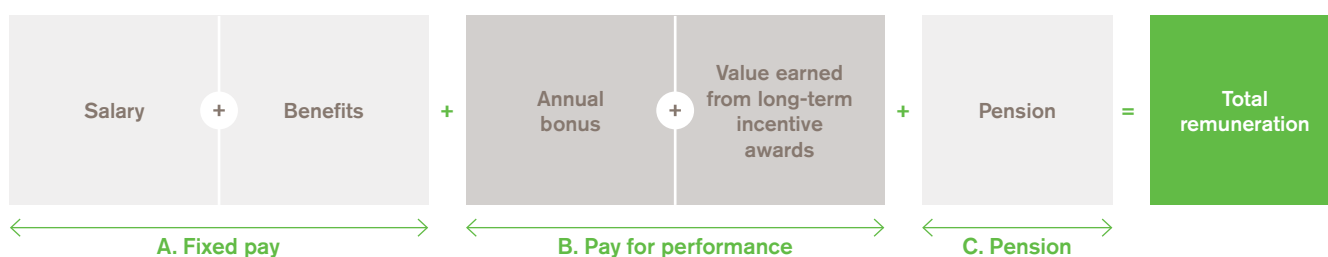 Salary
+
Benefits
+
Annual
bonus
+
Value earned
from long-term
incentive
awards
+
Pension
=
Total
remuneration
A. Fixed pay
B. Pay for performance
C. Pension